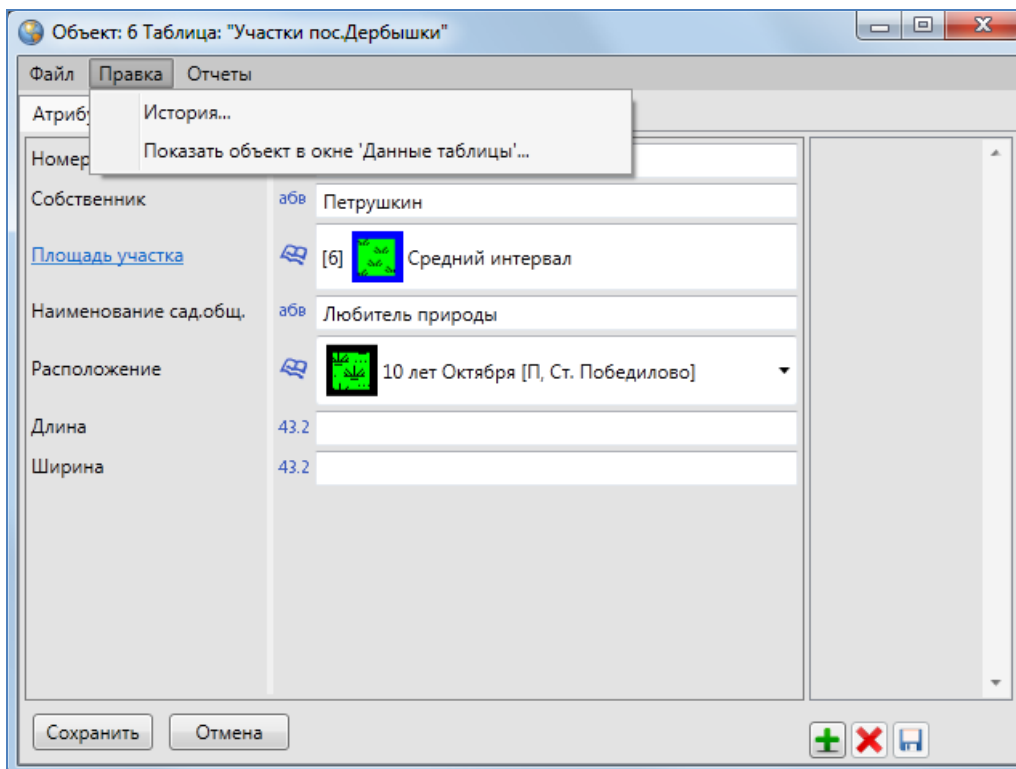 Объект: 6 Таблица: "Участки пос.Дербышки"
Файл Правка Отчеты
История...
Показать объект в окне 'Данные таблицы'...
Атриб
Номер
Собственник абв Петрушкин
Площадь участка [6] Средний интервал
Наименование сад.общ. абв Любитель природы
Расположение 10 лет Октября [П, Ст. Победилово]
Длина 43.2
Ширина 43.2
Сохранить Отмена